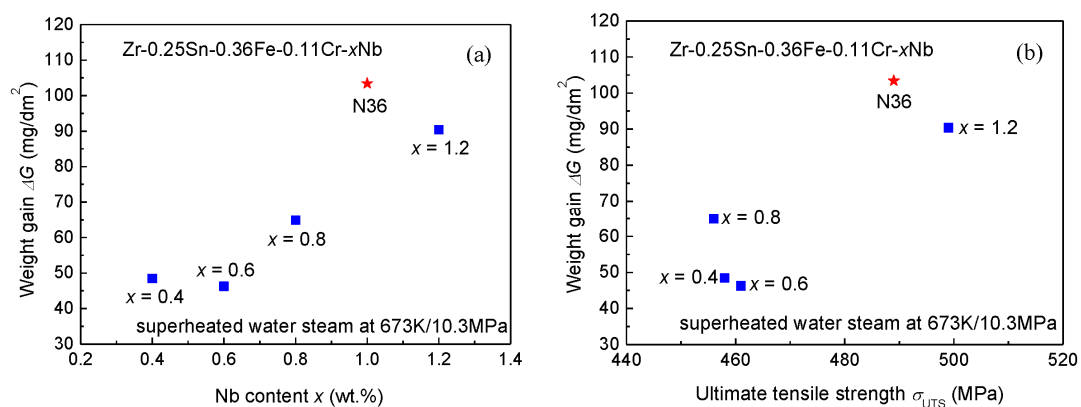 Zr-0.25Sn-0.36Fe-0.11Cr-xNb
(a)
N36
x = 1.2
x = 0.8
x = 0.6
x = 0.4
superheated water steam at 673K/10.3MPa
120
110
100
90
80
70
60
50
40
30
0.2 0.4 0.6 0.8 1.0 1.2 1.4
Weight gain ΔG (mg/dm²)
Nb content x (wt.%)
Zr-0.25Sn-0.36Fe-0.11Cr-xNb
(b)
N36
x = 1.2
x = 0.8
x = 0.4
x = 0.6
superheated water steam at 673K/10.3MPa
120
110
100
90
80
70
60
50
40
30
440 460 480 500 520
Weight gain ΔG (mg/dm²)
Ultimate tensile strength σUTS (MPa)